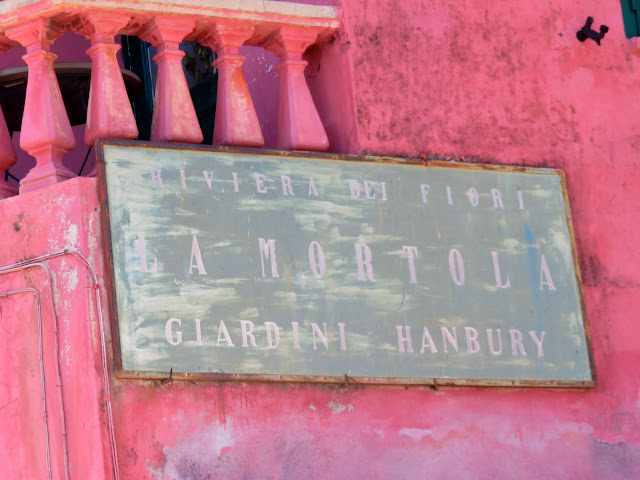 RIVIERA DEI FIORI
LA MORTOLA
GIARDINI HANBURY